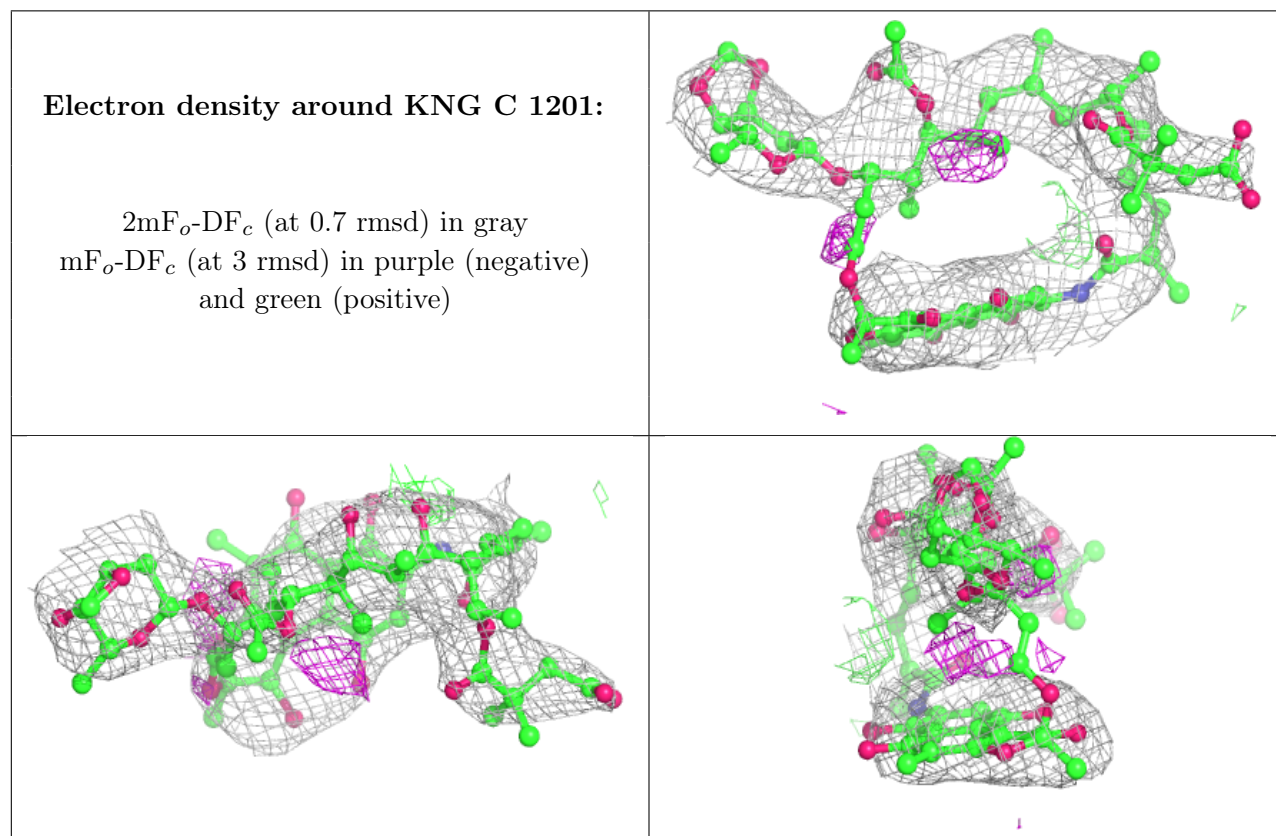 Electron density around KNG C 1201:
2mFₒ-DF𝒸 (at 0.7 rmsd) in gray
mFₒ-DF𝒸 (at 3 rmsd) in purple (negative)
and green (positive)